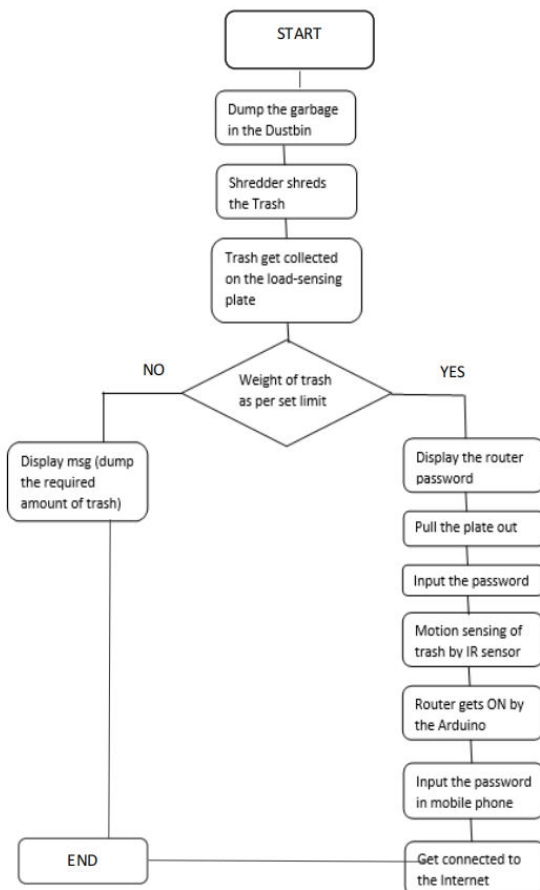 START
Dump the garbage
in the Dustbin
Shredder shreds
the Trash
Trash get collected
on the load-sensing
plate
Weight of trash
as per set limit
NO
YES
Display msg (dump
the required
amount of trash)
Display the router
password
Pull the plate out
Input the password
Motion sensing of
trash by IR sensor
Router gets ON by
the Arduino
Input the password
in mobile phone
Get connected to
the Internet
END